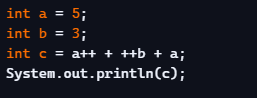 int a = 5;
int b = 3;
int c = a++ + ++b + a;
System.out.println(c);